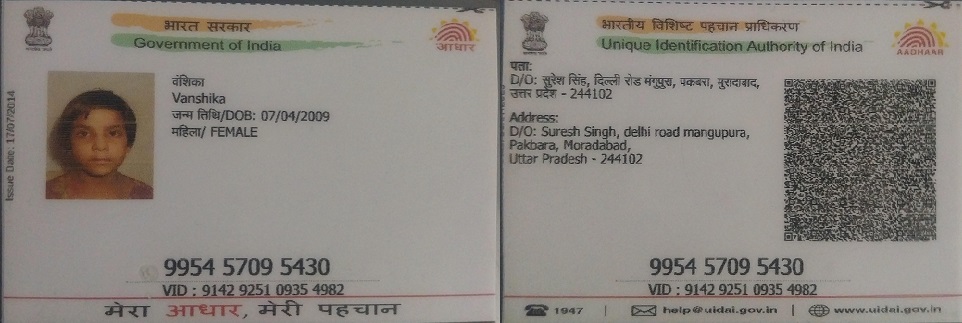 भारत सरकार
Government of India
आधार
Issue Date: 17/07/2014
वंशिका
Vanshika
जन्म तिथि/DOB: 07/04/2009
महिला/ FEMALE
9954 5709 5430
VID : 9142 9251 0935 4982
मेरा आधार, मेरी पहचान
भारतीय विशिष्ट पहचान प्राधिकरण
Unique Identification Authority of India
AADHAAR
पता:
D/O: सुरेश सिंह, दिल्ली रोड मंगुपुरा, पकबरा, मुरादाबाद,
उत्तर प्रदेश - 244102
Address:
D/O: Suresh Singh, delhi road mangupura,
Pakbara, Moradabad,
Uttar Pradesh - 244102
9954 5709 5430
VID : 9142 9251 0935 4982
1947 | help@uidai.gov.in | www.uidai.gov.in